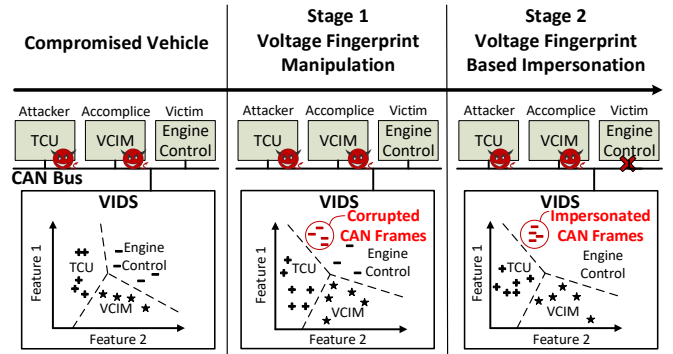 Compromised Vehicle
Stage 1
Voltage Fingerprint
Manipulation
Stage 2
Voltage Fingerprint
Based Impersonation
Attacker Accomplice Victim
TCU VCIM Engine
Control
CAN Bus
VIDS
Feature 1
TCU
Engine
Control
VCIM
Feature 2
Attacker Accomplice Victim
TCU VCIM Engine
Control
VIDS
Corrupted
CAN Frames
Feature 1
TCU
Engine
Control
VCIM
Feature 2
Attacker Accomplice Victim
TCU VCIM Engine
Control
VIDS
Impersonated
CAN Frames
Feature 1
TCU
Engine
Control
VCIM
Feature 2